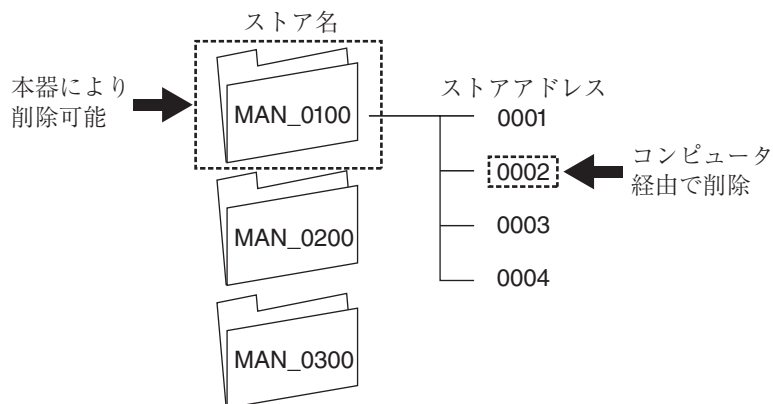 ストア名
本器により
削除可能
MAN_0100
ストアアドレス
0001
0002
コンピュータ
経由で削除
0003
0004
MAN_0200
MAN_0300